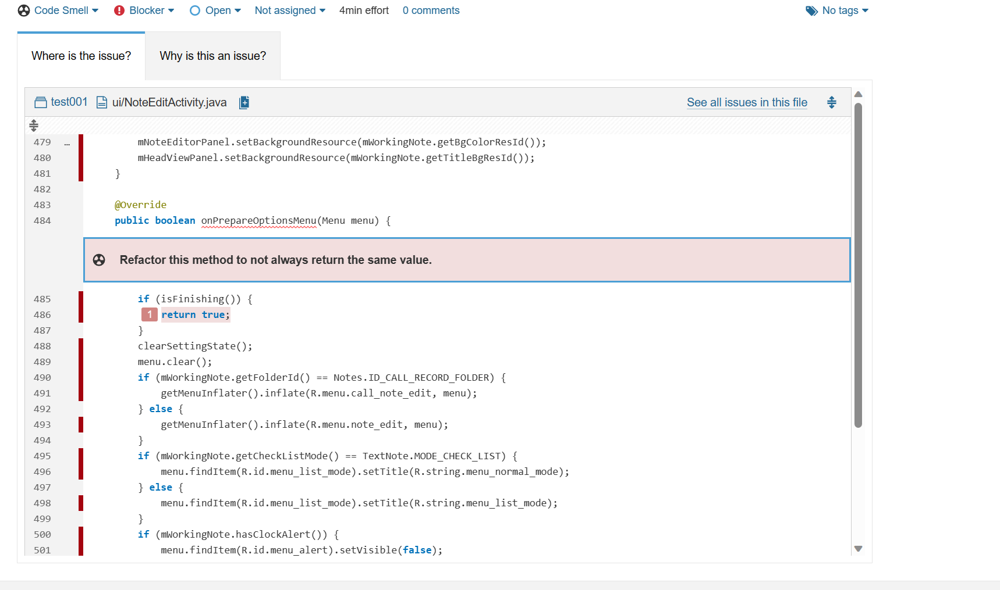 Code Smell Blocker Open Not assigned 4min effort 0 comments No tags
Where is the issue? Why is this an issue?
test001 ui/NoteEditActivity.java See all issues in this file
479 … mNoteEditorPanel.setBackgroundResource(mWorkingNote.getBgColorResId());
480 mHeadViewPanel.setBackgroundResource(mWorkingNote.getTitleBgResId());
481 }
482
483 @Override
484 public boolean onPrepareOptionsMenu(Menu menu) {
Refactor this method to not always return the same value.
485 if (isFinishing()) {
486 1 return true;
487 }
488 clearSettingState();
489 menu.clear();
490 if (mWorkingNote.getFolderId() == Notes.ID_CALL_RECORD_FOLDER) {
491 getMenuInflater().inflate(R.menu.call_note_edit, menu);
492 } else {
493 getMenuInflater().inflate(R.menu.note_edit, menu);
494 }
495 if (mWorkingNote.getCheckListMode() == TextNote.MODE_CHECK_LIST) {
496 menu.findItem(R.id.menu_list_mode).setTitle(R.string.menu_normal_mode);
497 } else {
498 menu.findItem(R.id.menu_list_mode).setTitle(R.string.menu_list_mode);
499 }
500 if (mWorkingNote.hasClockAlert()) {
501 menu.findItem(R.id.menu_alert).setVisible(false);